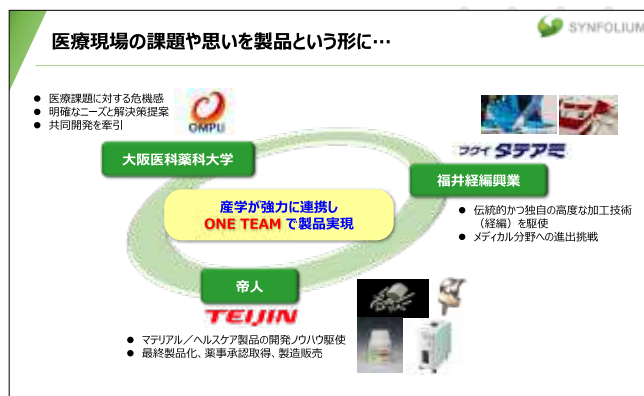 医療現場の課題や思いを製品という形に…
SYNFOLIUM
● 医療課題に対する危機感
● 明確なニーズと解決策提案
● 共同開発を牽引
OMPU
大阪医科薬科大学
フクイ タテアミ
福井経編興業
● 伝統的かつ独自の高度な加工技術
（経編）を駆使
● メディカル分野への進出挑戦
産学が強力に連携し
ONE TEAM で製品実現
帝人
TEIJIN
● マテリアル／ヘルスケア製品の開発ノウハウ駆使
● 最終製品化、薬事承認取得、製造販売